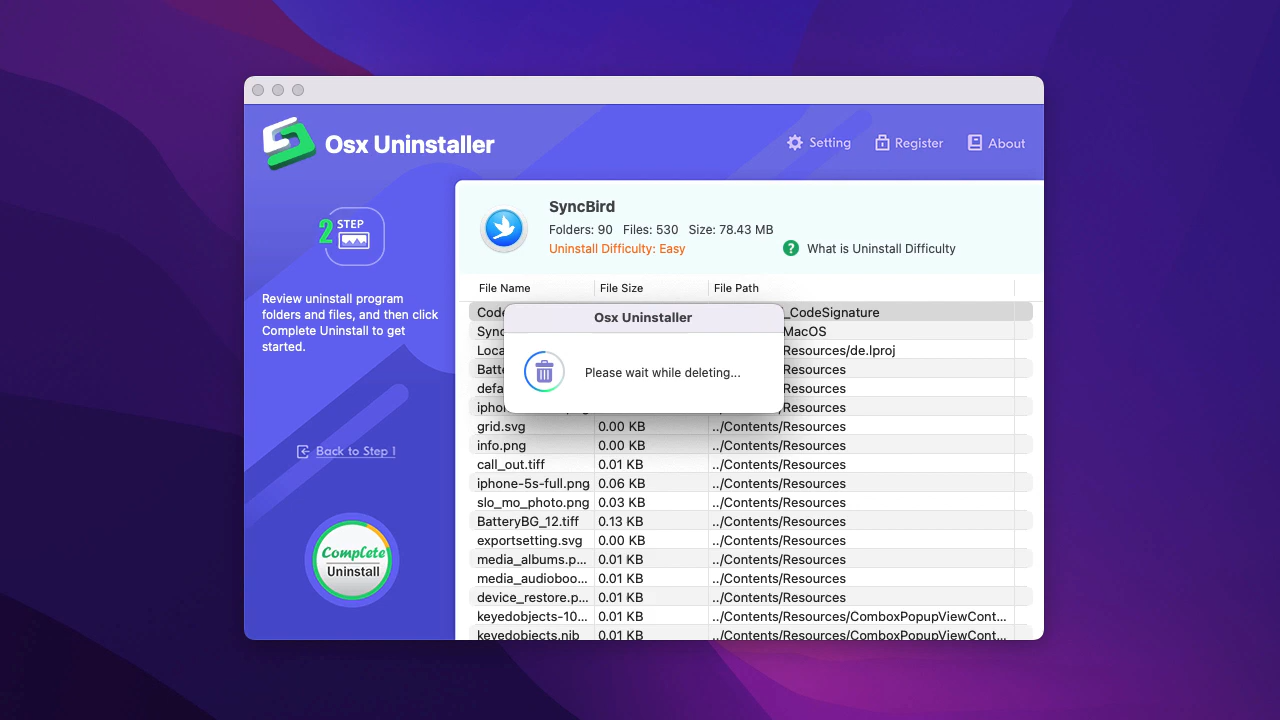 Osx Uninstaller
Setting
Register
About
2 STEP
Review uninstall program
folders and files, and then click
Complete Uninstall to get
started.
Back to Step 1
Complete
Uninstall
SyncBird
Folders: 90 Files: 530 Size: 78.43 MB
Uninstall Difficulty: Easy
? What is Uninstall Difficulty
File Name File Size File Path
_CodeSignature
MacOS
Resources/de.lproj
Resources
Resources
Resources
Osx Uninstaller
Please wait while deleting...
grid.svg 0.00 KB ../Contents/Resources
info.png 0.00 KB ../Contents/Resources
call_out.tiff 0.01 KB ../Contents/Resources
iphone-5s-full.png 0.06 KB ../Contents/Resources
slo_mo_photo.png 0.03 KB ../Contents/Resources
BatteryBG_12.tiff 0.13 KB ../Contents/Resources
exportsetting.svg 0.00 KB ../Contents/Resources
media_albums.p... 0.01 KB ../Contents/Resources
media_audioboo... 0.01 KB ../Contents/Resources
device_restore.p... 0.01 KB ../Contents/Resources
keyedobjects-10... 0.01 KB ../Contents/Resources/ComboxPopupViewCont...
keyedobjects.nib 0.01 KB ../Contents/Resources/ComboxPopupViewCont...